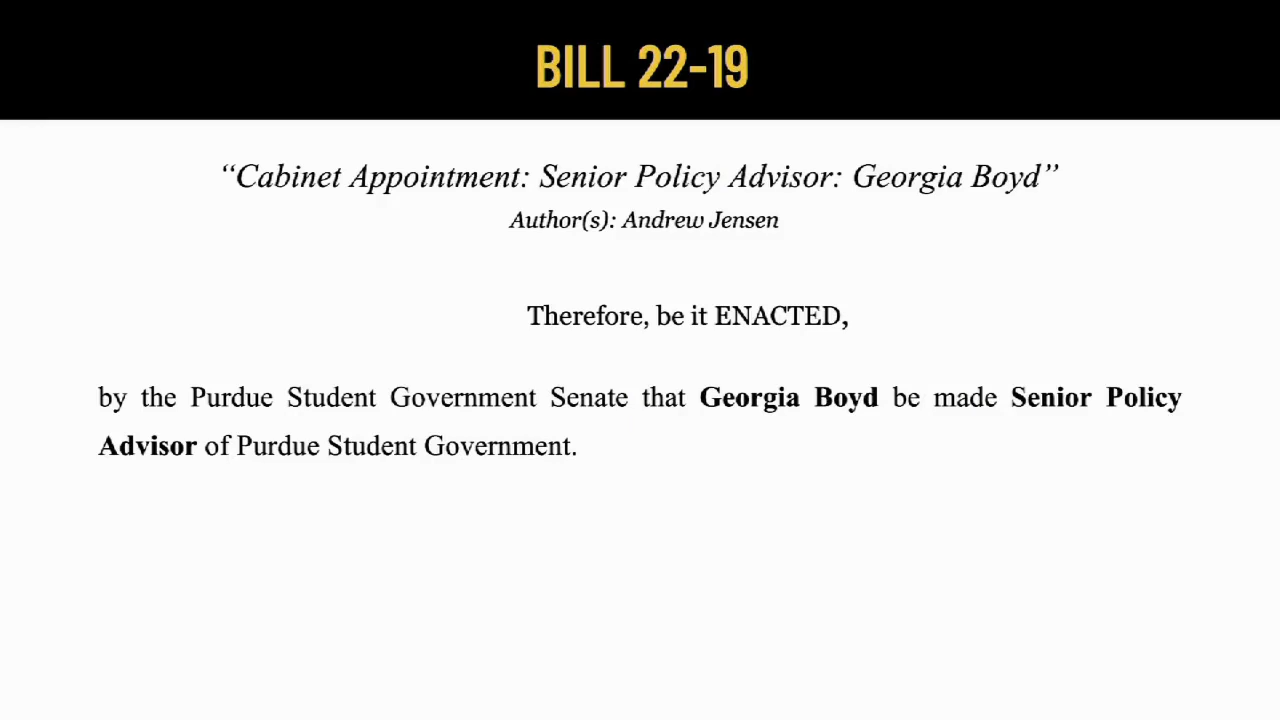 BILL 22-19
“Cabinet Appointment: Senior Policy Advisor: Georgia Boyd”
Author(s): Andrew Jensen
Therefore, be it ENACTED,
by the Purdue Student Government Senate that Georgia Boyd be made Senior Policy
Advisor of Purdue Student Government.